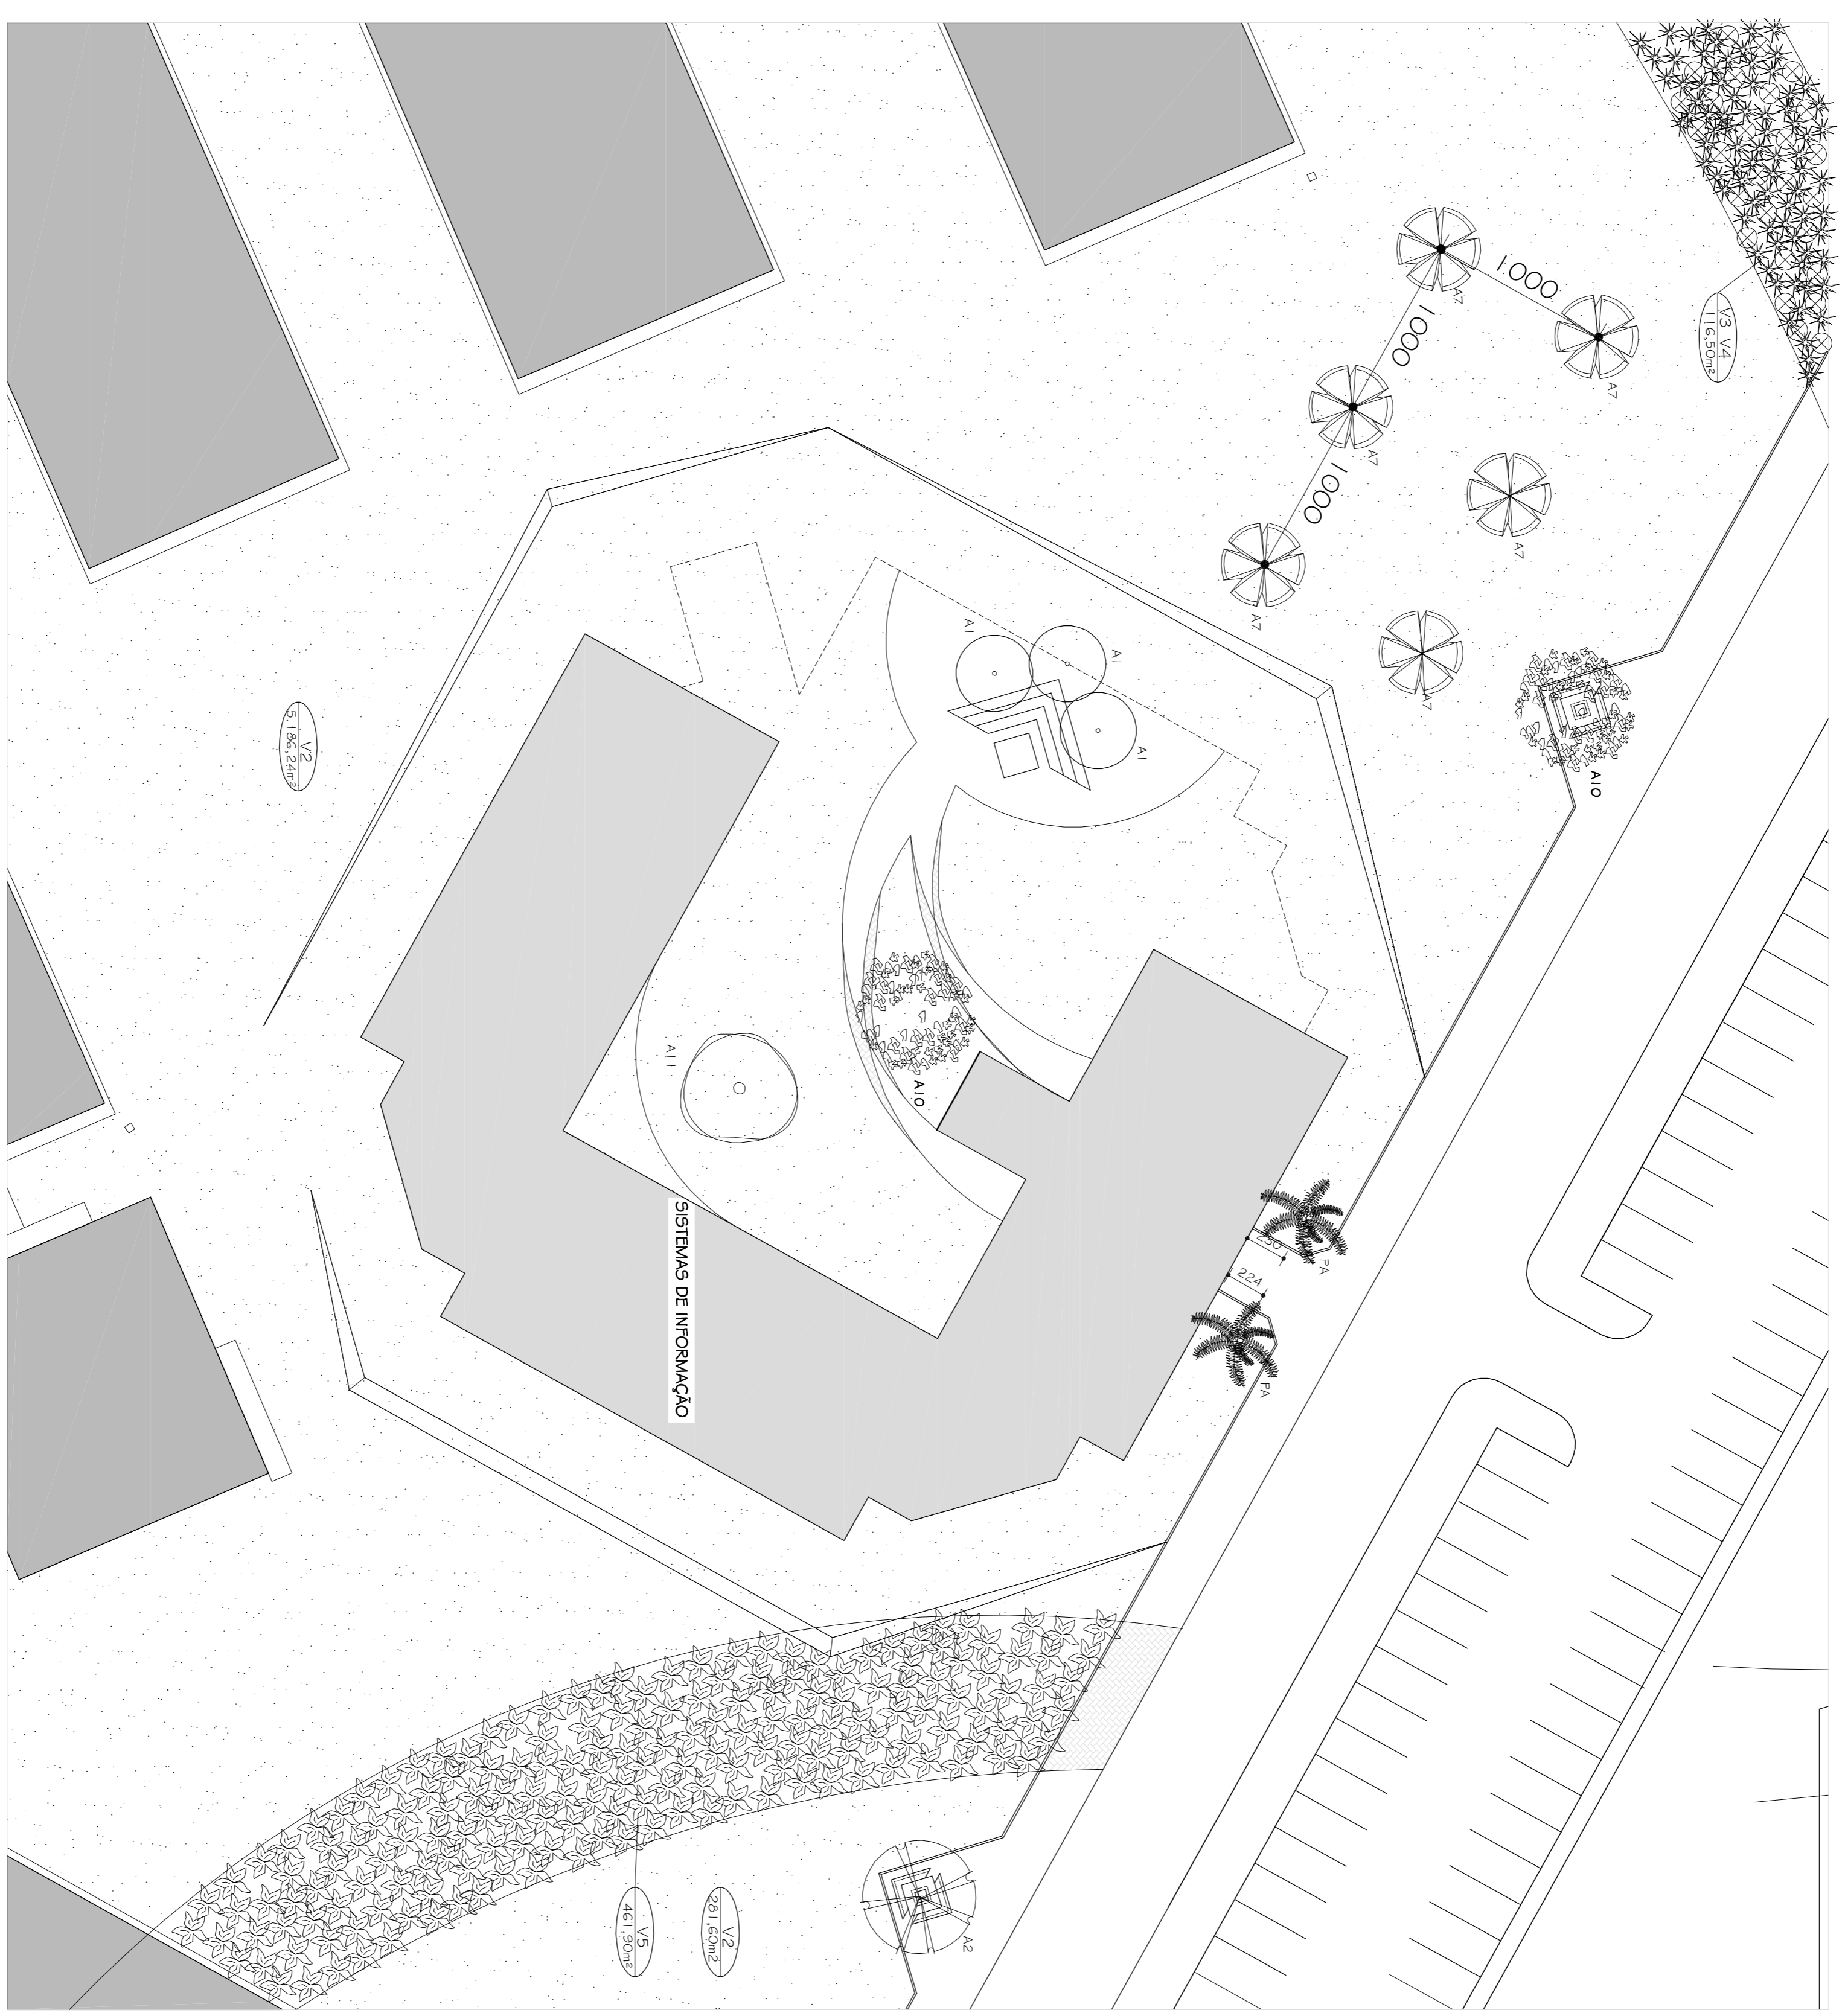 1000
A7
A7
V3 V4
116,50m²
1000
A7
1000
A7
A7
A7
A1
A1
A1
A10
V2
5.186,24m²
A11
A10
SISTEMAS DE INFORMAÇÃO
230
PA
224
PA
V5
461,90m²
V2
281,60m2
A2